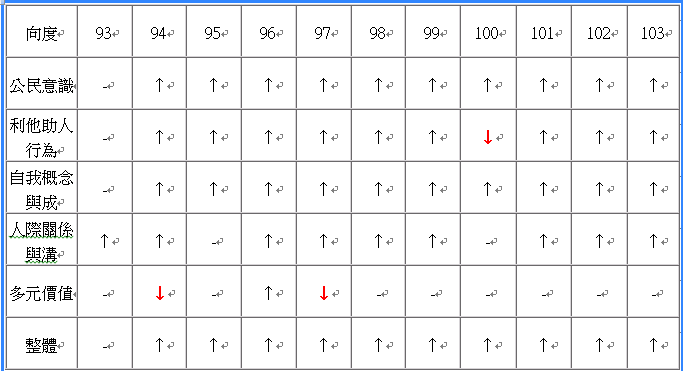 向度 93 94 95 96 97 98 99 100 101 102 103
公民意識 - ↑ ↑ ↑ ↑ ↑ ↑ ↑ ↑ ↑ ↑
利他助人
行為 - ↑ ↑ ↑ ↑ ↑ ↑ ↓ ↑ ↑ ↑
自我概念
與成 - ↑ ↑ ↑ ↑ ↑ ↑ ↑ ↑ ↑ ↑
人際關係
與溝 ↑ ↑ - ↑ ↑ ↑ ↑ - ↑ ↑ ↑
多元價值 - ↓ - ↑ ↓ - - - - - -
整體 - ↑ ↑ ↑ ↑ ↑ ↑ ↑ ↑ ↑ ↑